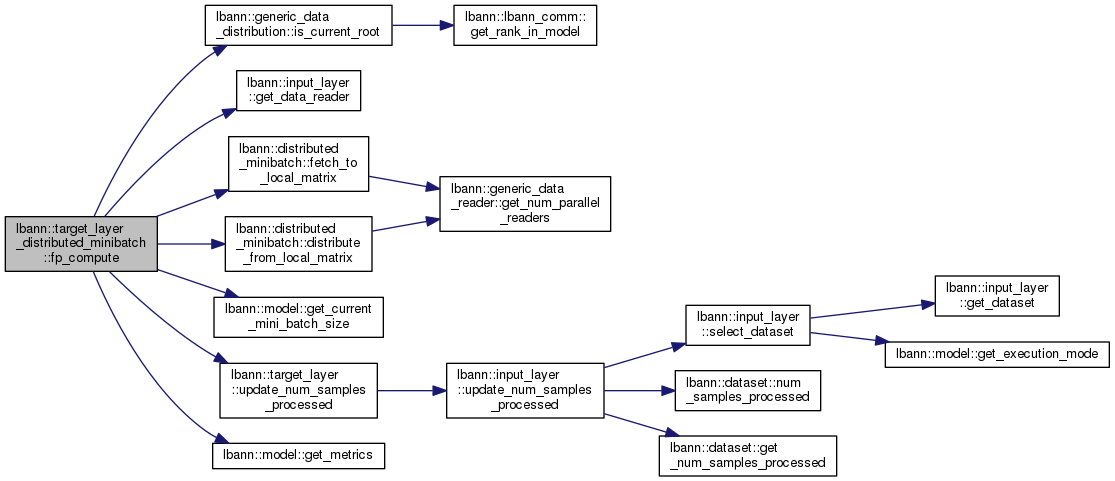 lbann::generic_data
_distribution::is_current_root
lbann::lbann_comm::
get_rank_in_model
lbann::input_layer
::get_data_reader
lbann::distributed
_minibatch::fetch_to
_local_matrix
lbann::generic_data
_reader::get_num_parallel
_readers
lbann::target_layer
_distributed_minibatch
::fp_compute
lbann::distributed
_minibatch::distribute
_from_local_matrix
lbann::model::get_current
_mini_batch_size
lbann::input_layer
::get_dataset
lbann::input_layer
::select_dataset
lbann::model::get_execution_mode
lbann::target_layer
::update_num_samples
_processed
lbann::input_layer
::update_num_samples
_processed
lbann::dataset::num
_samples_processed
lbann::dataset::get
_num_samples_processed
lbann::model::get_metrics